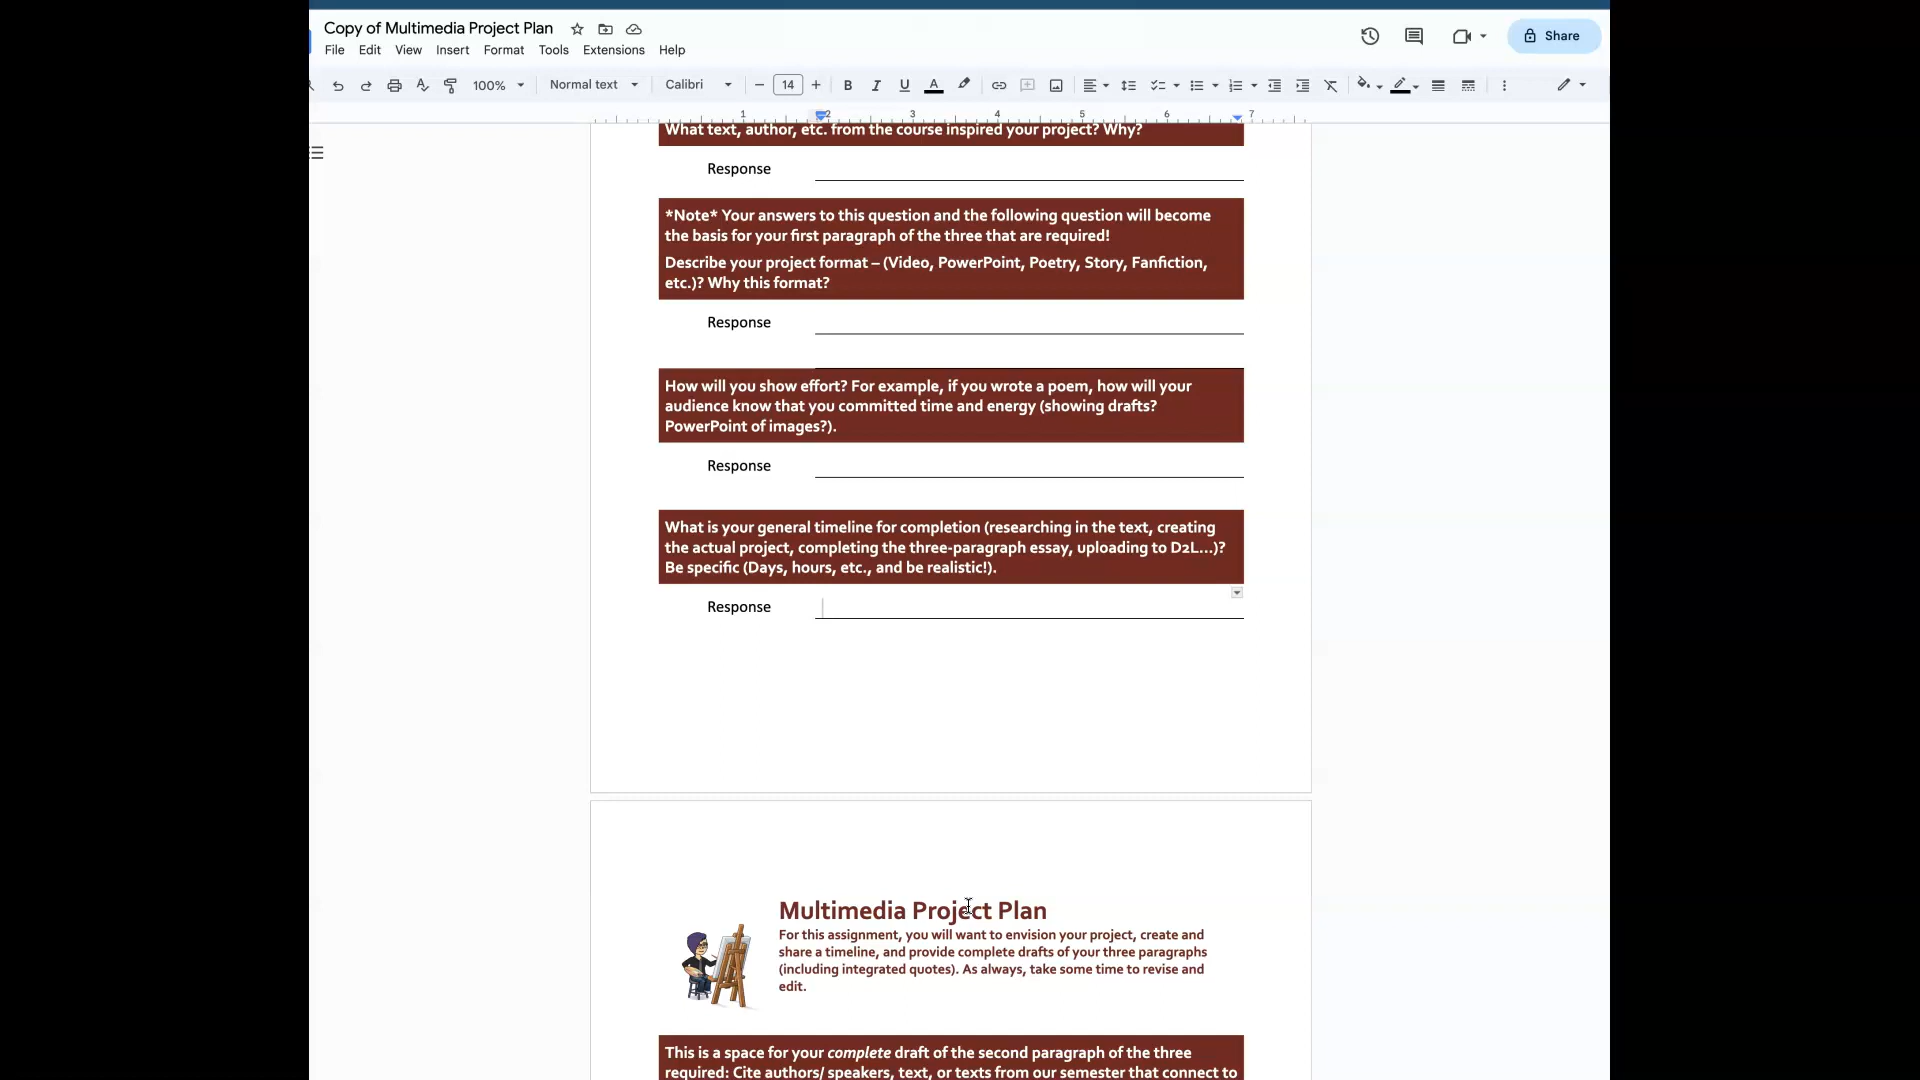 Copy of Multimedia Project Plan
File Edit View Insert Format Tools Extensions Help
Share
100% Normal text Calibri 14 B I U A
1 2 3 4 5 6 7
What text, author, etc. from the course inspired your project? Why?
Response
*Note* Your answers to this question and the following question will become
the basis for your first paragraph of the three that are required!
Describe your project format – (Video, PowerPoint, Poetry, Story, Fanfiction,
etc.)? Why this format?
Response
How will you show effort? For example, if you wrote a poem, how will your
audience know that you committed time and energy (showing drafts?
PowerPoint of images?).
Response
What is your general timeline for completion (researching in the text, creating
the actual project, completing the three-paragraph essay, uploading to D2L...)?
Be specific (Days, hours, etc., and be realistic!).
Response
Multimedia Project Plan
For this assignment, you will want to envision your project, create and
share a timeline, and provide complete drafts of your three paragraphs
(including integrated quotes). As always, take some time to revise and
edit.
This is a space for your complete draft of the second paragraph of the three
required: Cite authors/ speakers, text, or texts from our semester that connect to